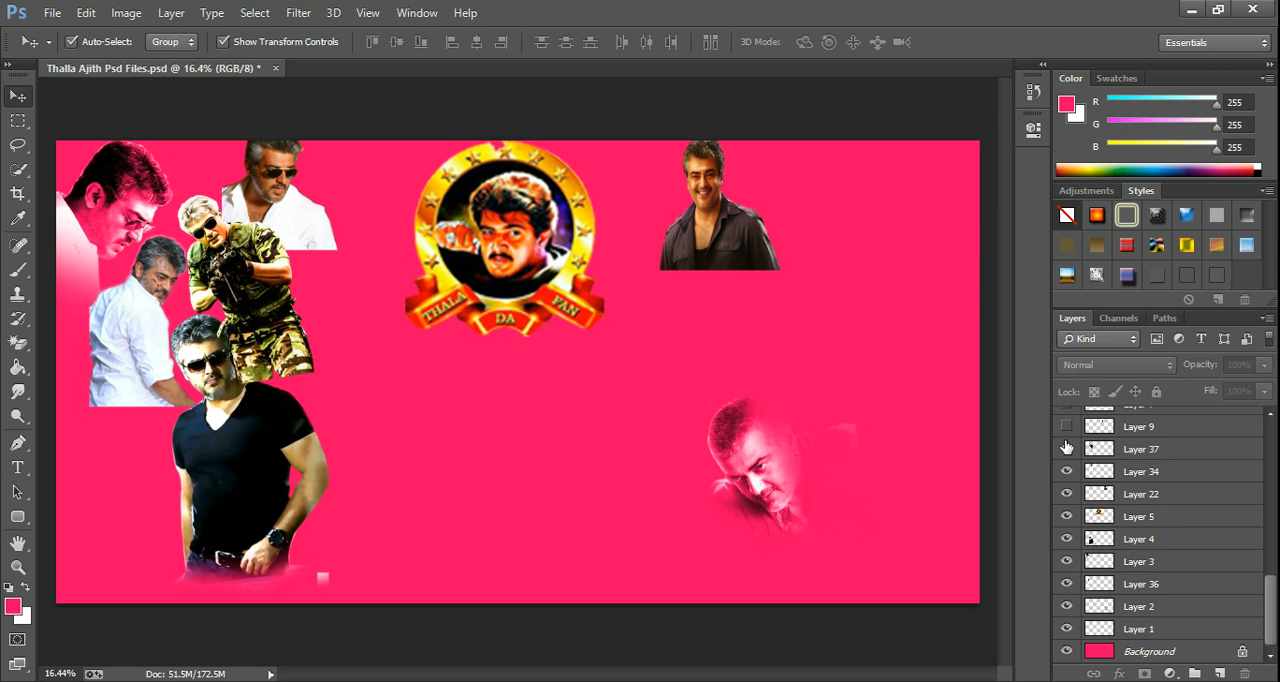 Ps File Edit Image Layer Type Select Filter 3D View Window Help
Auto-Select: Group Show Transform Controls 3D Mode: Essentials
Thalla Ajith Psd Files.psd @ 16.4% (RGB/8) * ×
Color Swatches
R 255
G 255
B 255
Adjustments Styles
THALA DA FAN
Layers Channels Paths
Kind
Normal Opacity: 100%
Lock: Fill: 100%
Layer 9
Layer 37
Layer 34
Layer 22
Layer 5
Layer 4
Layer 3
Layer 36
Layer 2
Layer 1
Background
16.44% Doc: 51.5M/172.5M